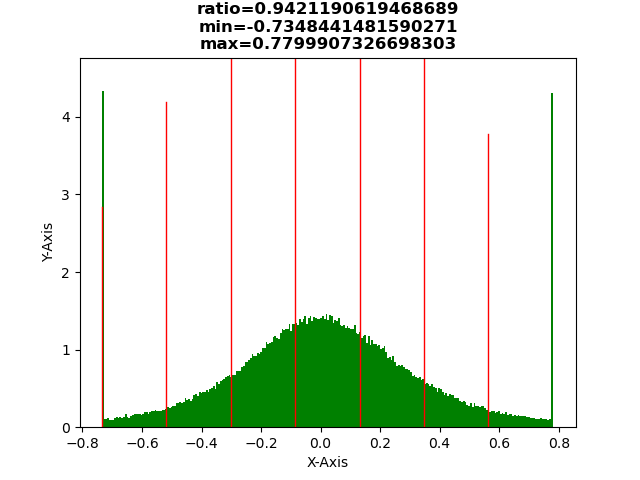 ratio=0.9421190619468689
min=-0.7348441481590271
max=0.7799907326698303
4
3
2
1
0
Y-Axis
−0.8 −0.6 −0.4 −0.2 0.0 0.2 0.4 0.6 0.8
X-Axis